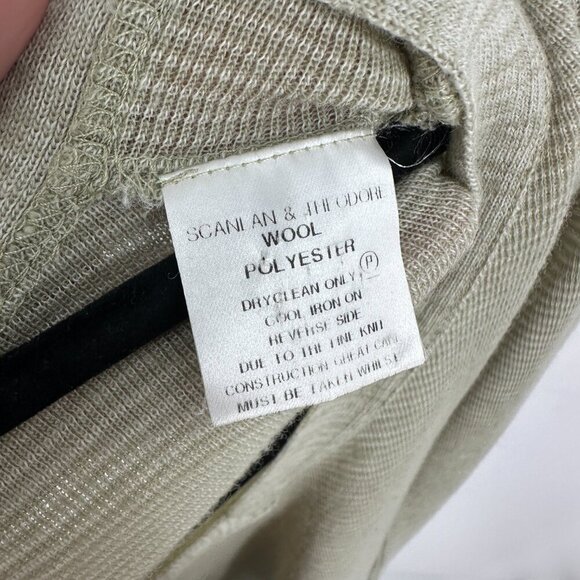 SCANLAN & THEODORE
WOOL
POLYESTER
DRYCLEAN ONLY Ⓟ
COOL IRON ON
REVERSE SIDE
DUE TO THE FINE KNIT
CONSTRUCTION GREAT CARE
MUST BE TAKEN WHILST